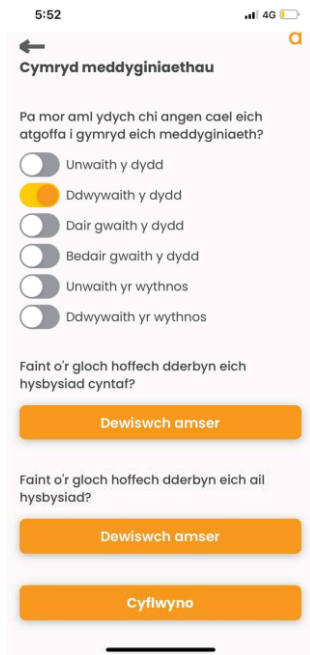 5:52
4G
a
Cymryd meddyginiaethau
Pa mor aml ydych chi angen cael eich
atgoffa i gymryd eich meddyginiaeth?
Unwaith y dydd
Ddwywaith y dydd
Dair gwaith y dydd
Bedair gwaith y dydd
Unwaith yr wythnos
Ddwywaith yr wythnos
Faint o'r gloch hoffech dderbyn eich
hysbysiad cyntaf?
Dewiswch amser
Faint o'r gloch hoffech dderbyn eich ail
hysbysiad?
Dewiswch amser
Cyflwyno